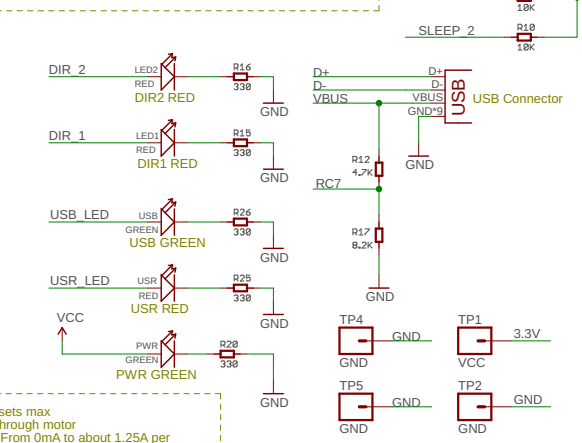 10K
SLEEP_2
R10
10K
DIR_2
LED2
RED
DIR2 RED
R16
330
GND
D+
D-
VBUS
D+
D-
VBUS
GND*9
USB
USB Connector
GND
DIR_1
LED1
RED
DIR1 RED
R15
330
GND
R12
4.7K
RC7
R17
8.2K
GND
USB_LED
USB
GREEN
USB GREEN
R26
330
GND
USR_LED
USR
RED
USR RED
R25
330
GND
VCC
PWR
GREEN
PWR GREEN
R20
330
GND
TP4
GND
GND
TP1
3.3V
VCC
TP5
GND
GND
TP2
GND
GND
sets max
through motor
From 0mA to about 1.25A per